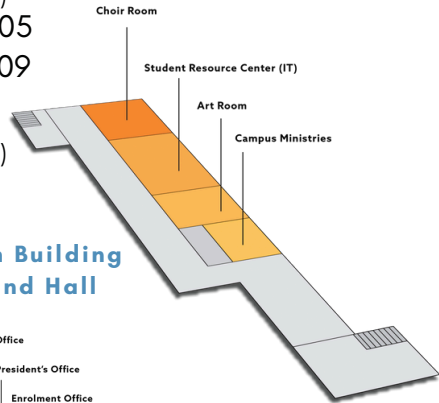 )
05
09
)
Choir Room
Student Resource Center (IT)
Art Room
Campus Ministries
Building
nd Hall
Office
President's Office
Enrolment Office